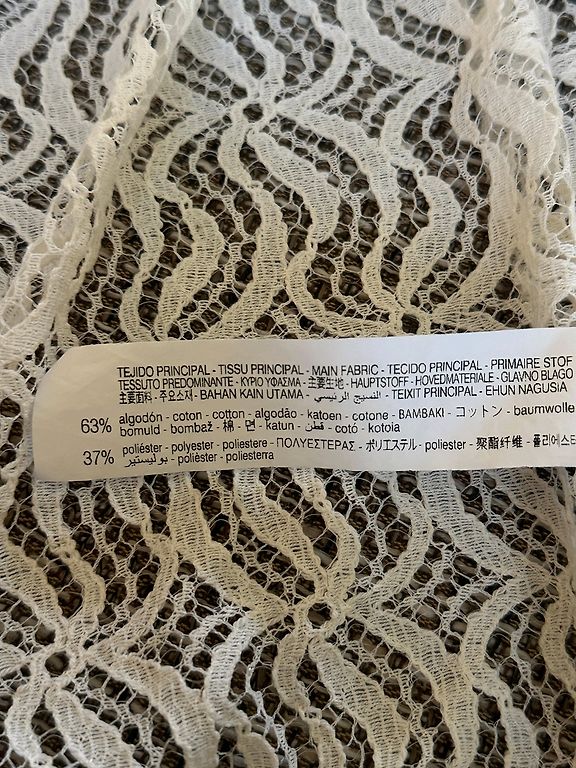 TEJIDO PRINCIPAL - TISSU PRINCIPAL - MAIN FABRIC - TECIDO PRINCIPAL - PRIMAIRE STOF
TESSUTO PREDOMINANTE - ΚΥΡΙΟ ΥΦΑΣΜΑ - 主要生地 - HAUPTSTOFF - HOVEDMATERIALE - GLAVNO BLAGO
主要面料 - 주요소재 - BAHAN KAIN UTAMA - النسيج الرئيسي - TEIXIT PRINCIPAL - EHUN NAGUSIA
63% algodón - coton - cotton - algodão - katoen - cotone - ΒΑΜΒΑΚΙ - コットン - baumwolle
bomuld - bombaž - 棉 - 면 - katun - قطن - cotó - kotoia
37% poliéster - polyester - poliestere - ΠΟΛΥΕΣΤΕΡΑΣ - ポリエステル - poliester - 聚酯纤维 - 폴리에스터
بوليستير - polièster - poliesterra